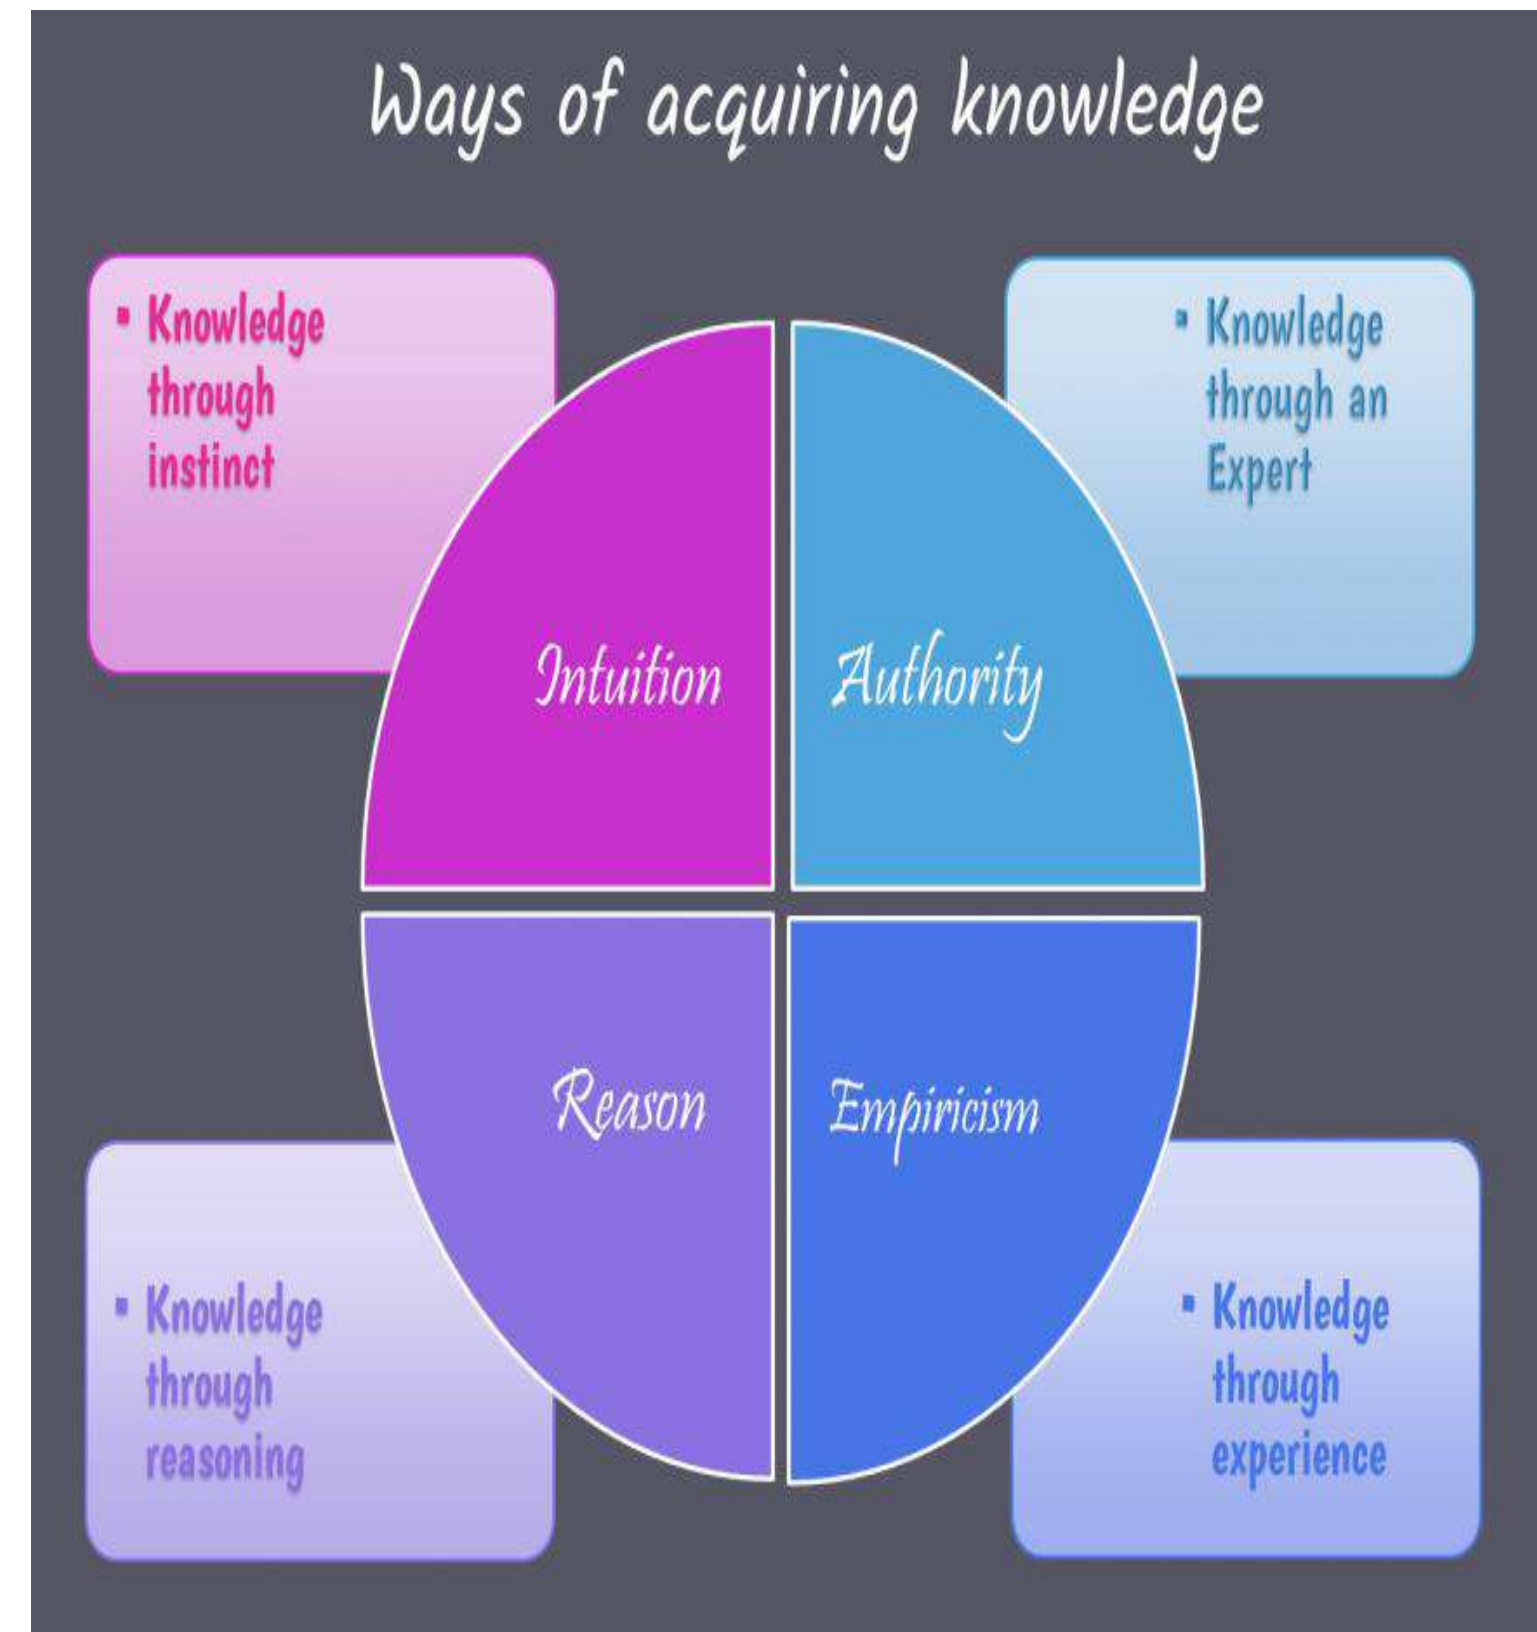 Ways of acquiring knowledge
▪ Knowledge
through
instinct
▪ Knowledge
through an
Expert
Intuition
Authority
Reason
Empiricism
▪ Knowledge
through
reasoning
▪ Knowledge
through
experience